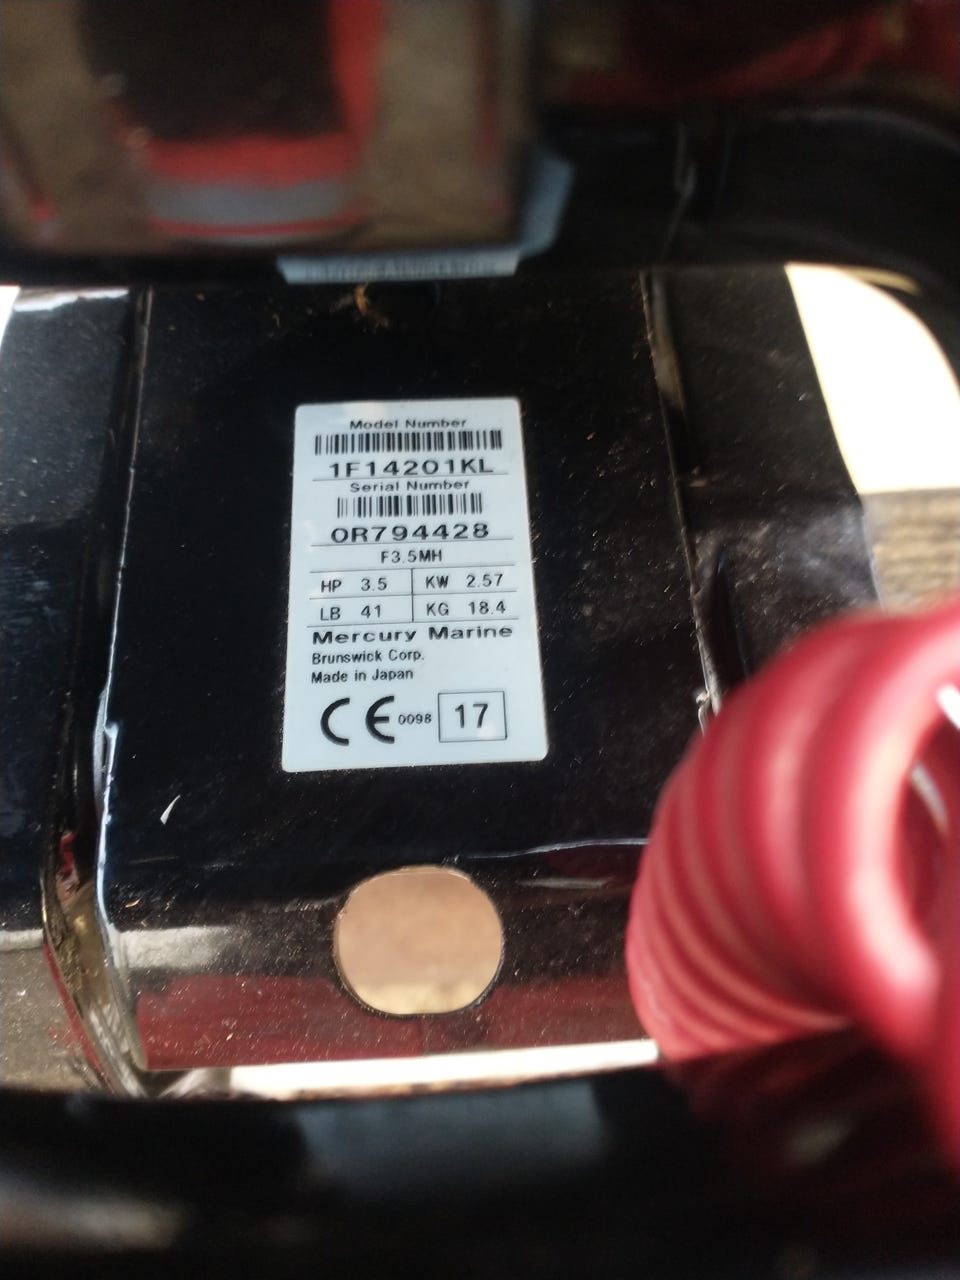 Model Number
1F14201KL
Serial Number
0R794428
F3.5MH
HP 3.5 KW 2.57
LB 41 KG 18.4
Mercury Marine
Brunswick Corp.
Made in Japan
CE 0098 17